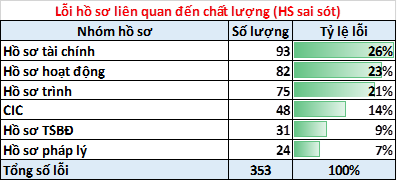 Lỗi hồ sơ liên quan đến chất lượng (HS sai sót)
Nhóm hồ sơ Số lượng Tỷ lệ lỗi
Hồ sơ tài chính 93 26%
Hồ sơ hoạt động 82 23%
Hồ sơ trình 75 21%
CIC 48 14%
Hồ sơ TSBĐ 31 9%
Hồ sơ pháp lý 24 7%
Tổng số lỗi 353 100%